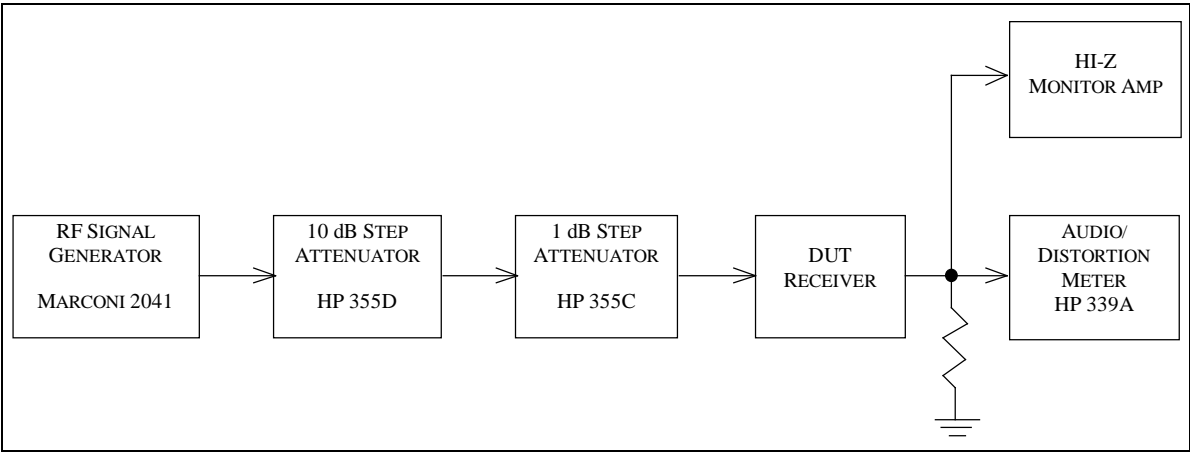 HI-Z
MONITOR AMP
RF SIGNAL
GENERATOR
MARCONI 2041
10 dB STEP
ATTENUATOR
HP 355D
1 dB STEP
ATTENUATOR
HP 355C
DUT
RECEIVER
AUDIO/
DISTORTION
METER
HP 339A